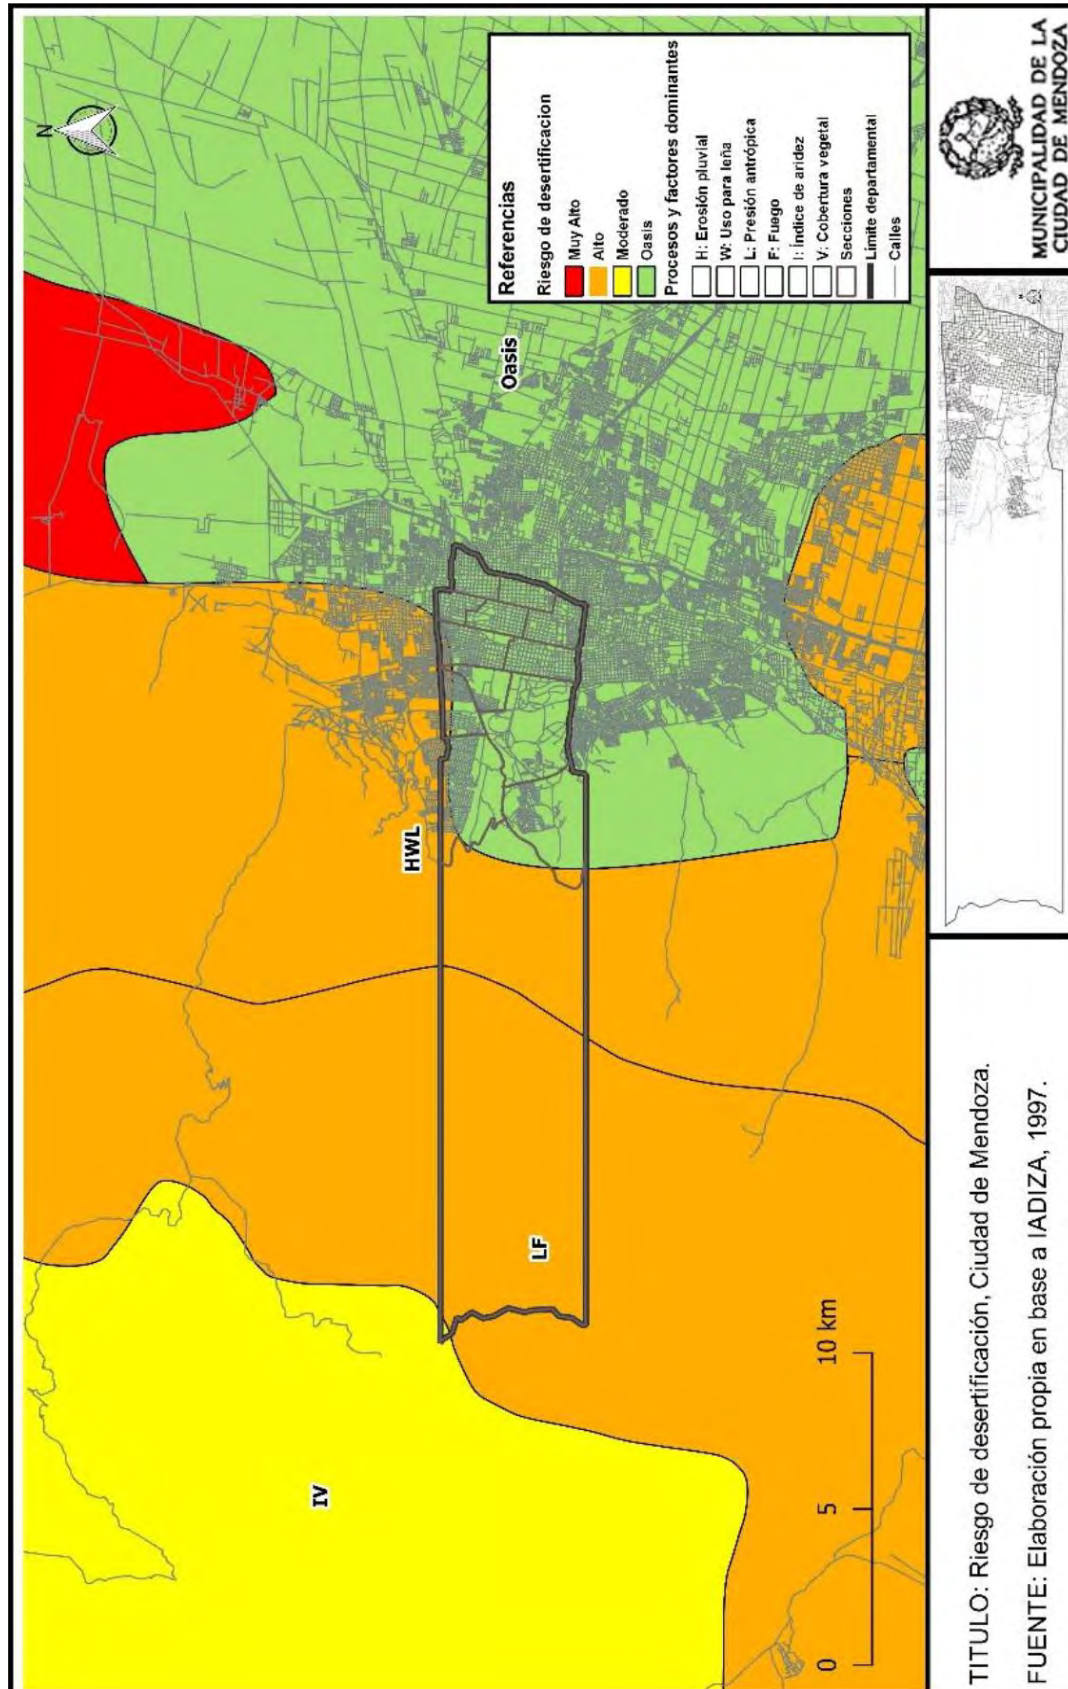 N
Referencias
Riesgo de desertificacion
Muy Alto
Alto
Moderado
Oasis
Procesos y factores dominantes
H: Erosión pluvial
W: Uso para leña
L: Presión antrópica
F: Fuego
I: Índice de aridez
V: Cobertura vegetal
Secciones
Límite departamental
Calles
Oasis
HWL
LF
IV
0 5 10 km
TITULO: Riesgo de desertificación, Ciudad de Mendoza.
FUENTE: Elaboración propia en base a IADIZA, 1997.
MUNICIPALIDAD DE LA
CIUDAD DE MENDOZA